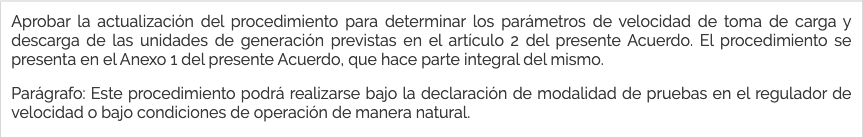 Aprobar la actualización del procedimiento para determinar los parámetros de velocidad de toma de carga y
descarga de las unidades de generación previstas en el artículo 2 del presente Acuerdo. El procedimiento se
presenta en el Anexo 1 del presente Acuerdo, que hace parte integral del mismo.
Parágrafo: Este procedimiento podrá realizarse bajo la declaración de modalidad de pruebas en el regulador de
velocidad o bajo condiciones de operación de manera natural.